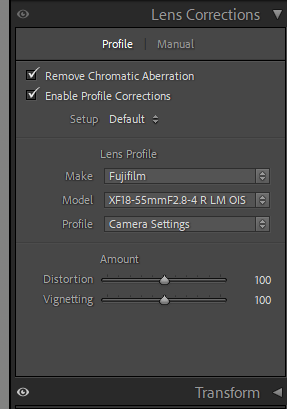 Lens Corrections
Profile | Manual
Remove Chromatic Aberration
Enable Profile Corrections
Setup Default
Lens Profile
Make Fujifilm
Model XF18-55mmF2.8-4 R LM OIS
Profile Camera Settings
Amount
Distortion 100
Vignetting 100
Transform